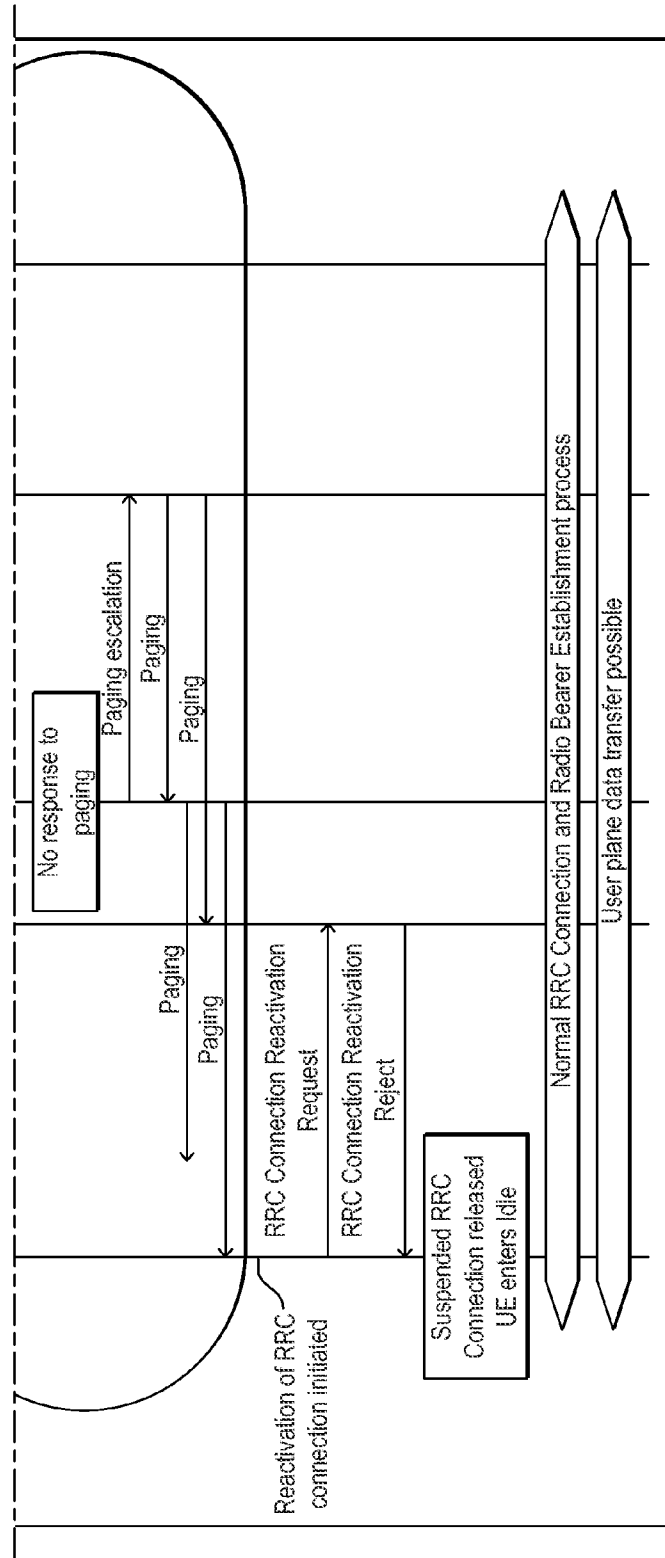 No response to
paging
Paging escalation
Paging
Paging
Paging
Paging
RRC Connection Reactivation
Request
RRC Connection Reactivation
Reject
Reactivation of RRC
connection initiated
Suspended RRC
Connection released
UE enters Idle
Normal RRC Connection and Radio Bearer Establishment process
User plane data transfer possible